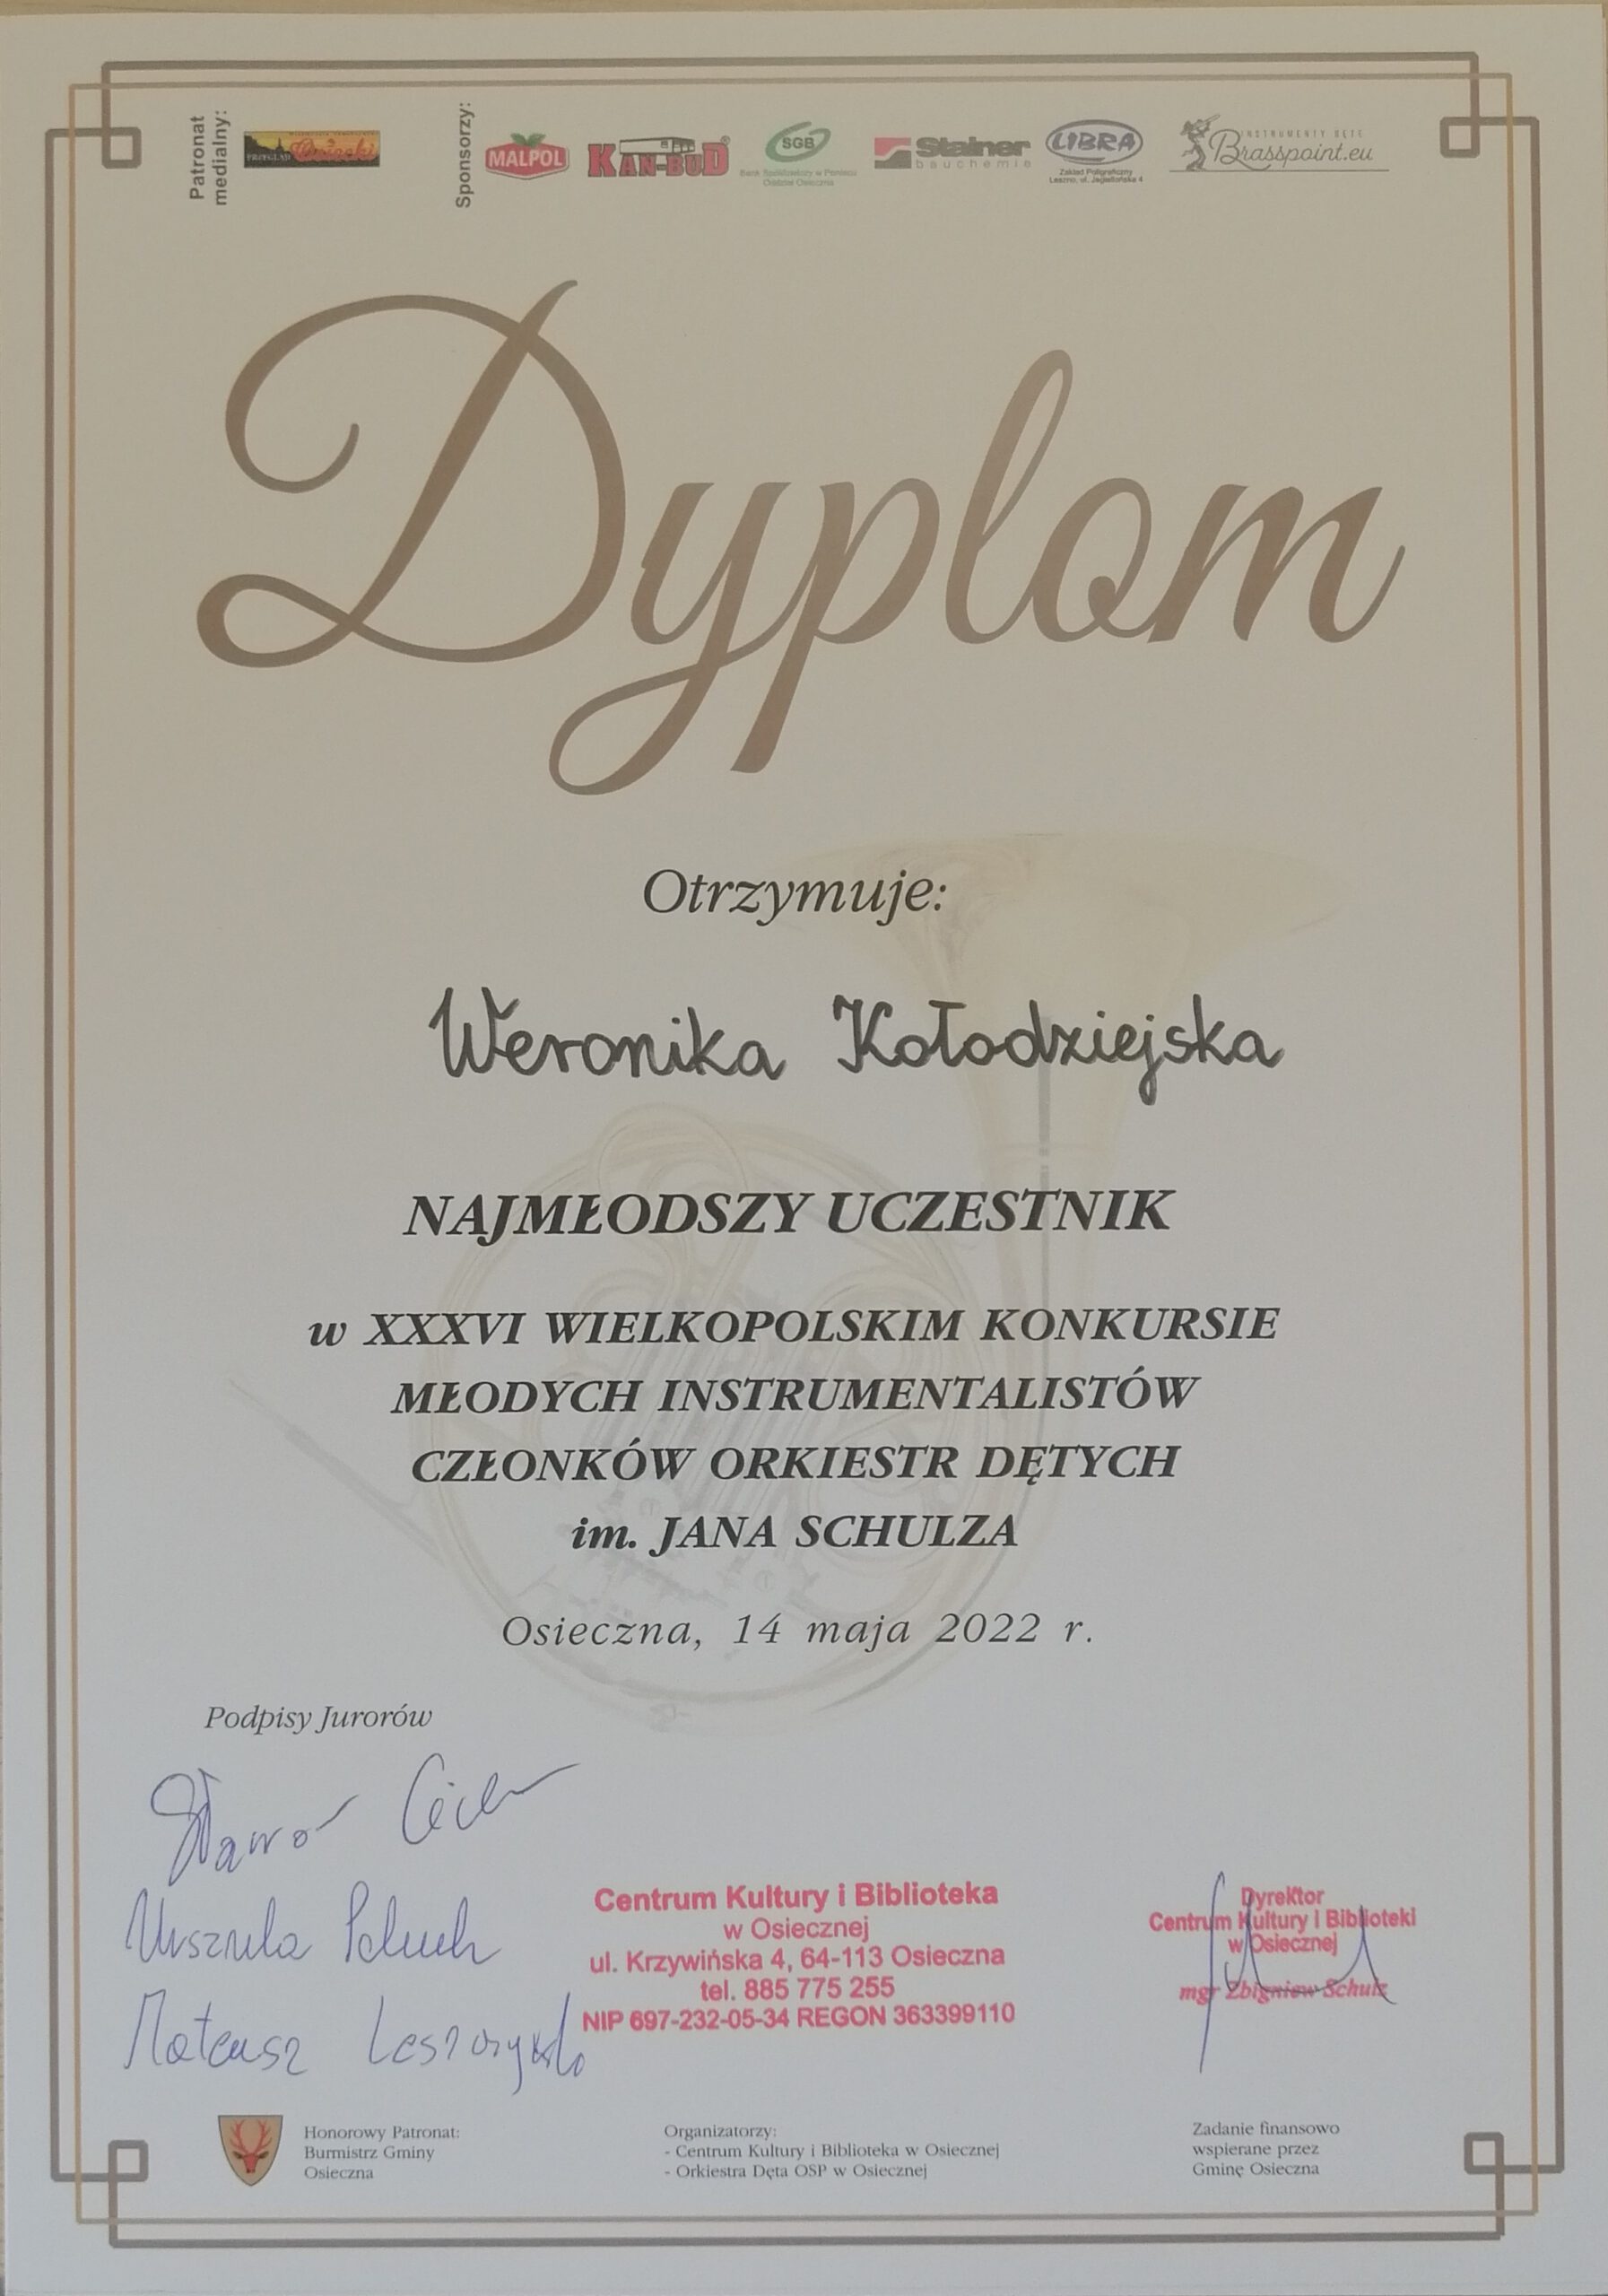 Patronat
medialny:
PRZEGLĄD Osiecki
Sponsorzy:
MALPOL
KAN-BUD
SGB
Bank Spółdzielczy w Poniecu
Oddział Osieczna
Stainer
bauchemie
LIBRA
Zakład Poligraficzny
Leszno, ul. Jagiellońska 4
INSTRUMENTY DĘTE
Brasspoint.eu
Dyplom
Otrzymuje:
Weronika Kołodziejska
NAJMŁODSZY UCZESTNIK
w XXXVI WIELKOPOLSKIM KONKURSIE
MŁODYCH INSTRUMENTALISTÓW
CZŁONKÓW ORKIESTR DĘTYCH
im. JANA SCHULZA
Osieczna, 14 maja 2022 r.
Podpisy Jurorów
Urszula
Mateusz
Centrum Kultury i Biblioteka
w Osiecznej
ul. Krzywińska 4, 64-113 Osieczna
tel. 885 775 255
NIP 697-232-05-34 REGON 363399110
Dyrektor
Centrum Kultury i Biblioteki
w Osiecznej
mgr Zbigniew Schulz
Honorowy Patronat:
Burmistrz Gminy
Osieczna
Organizatorzy:
- Centrum Kultury i Biblioteka w Osiecznej
- Orkiestra Dęta OSP w Osiecznej
Zadanie finansowo
wspierane przez
Gminę Osieczna